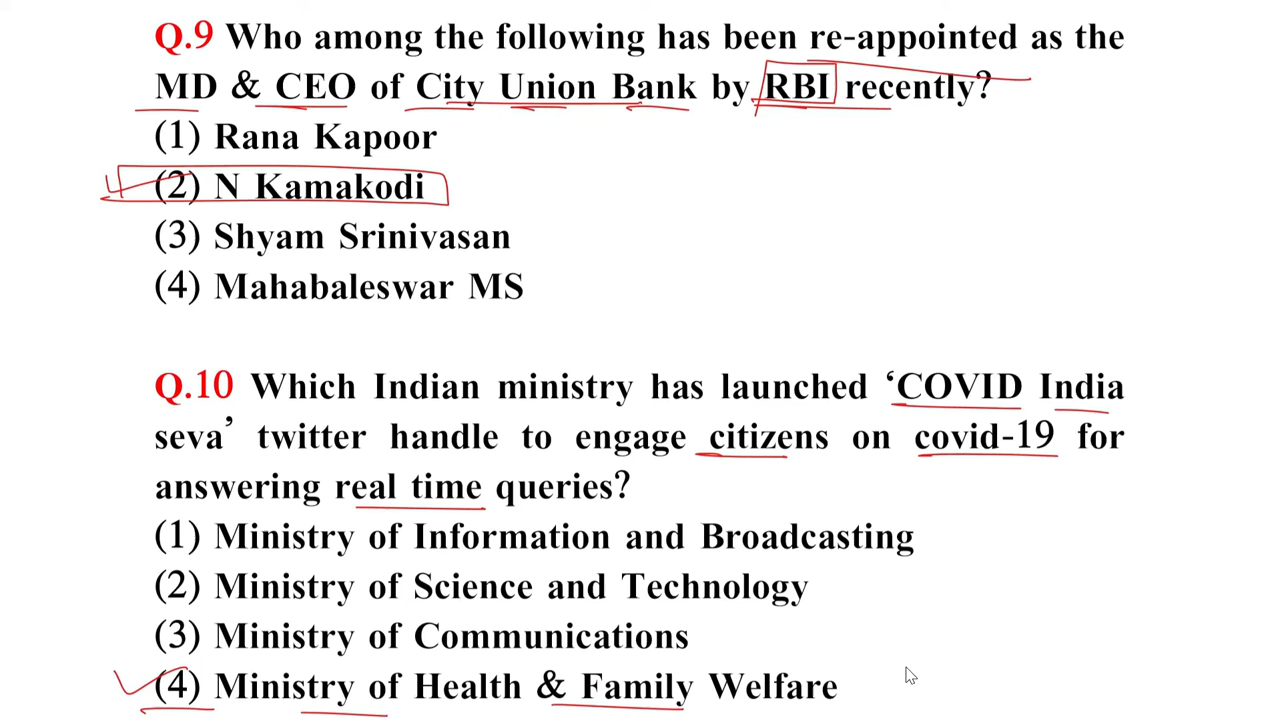 Q.9 Who among the following has been re-appointed as the
MD & CEO of City Union Bank by RBI recently?
(1) Rana Kapoor
(2) N Kamakodi
(3) Shyam Srinivasan
(4) Mahabaleswar MS
Q.10 Which Indian ministry has launched ‘COVID India
seva’ twitter handle to engage citizens on covid-19 for
answering real time queries?
(1) Ministry of Information and Broadcasting
(2) Ministry of Science and Technology
(3) Ministry of Communications
(4) Ministry of Health & Family Welfare